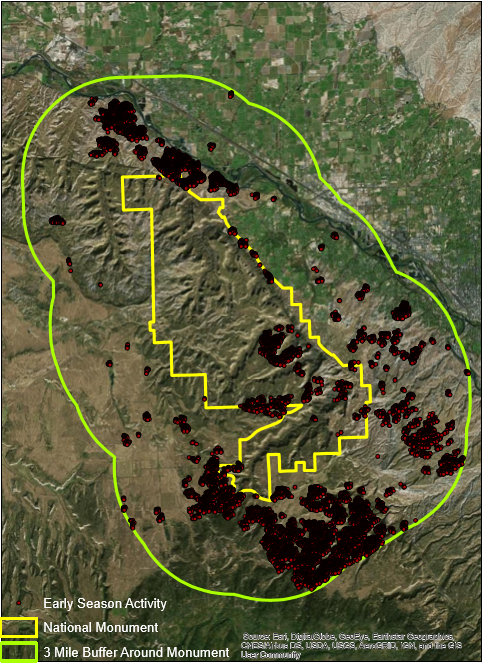 Early Season Activity
National Monument
3 Mile Buffer Around Monument
Source: Esri, DigitalGlobe, GeoEye, Earthstar Geographics,
CNES/Airbus DS, USDA, USGS, AeroGRID, IGN, and the GIS
User Community